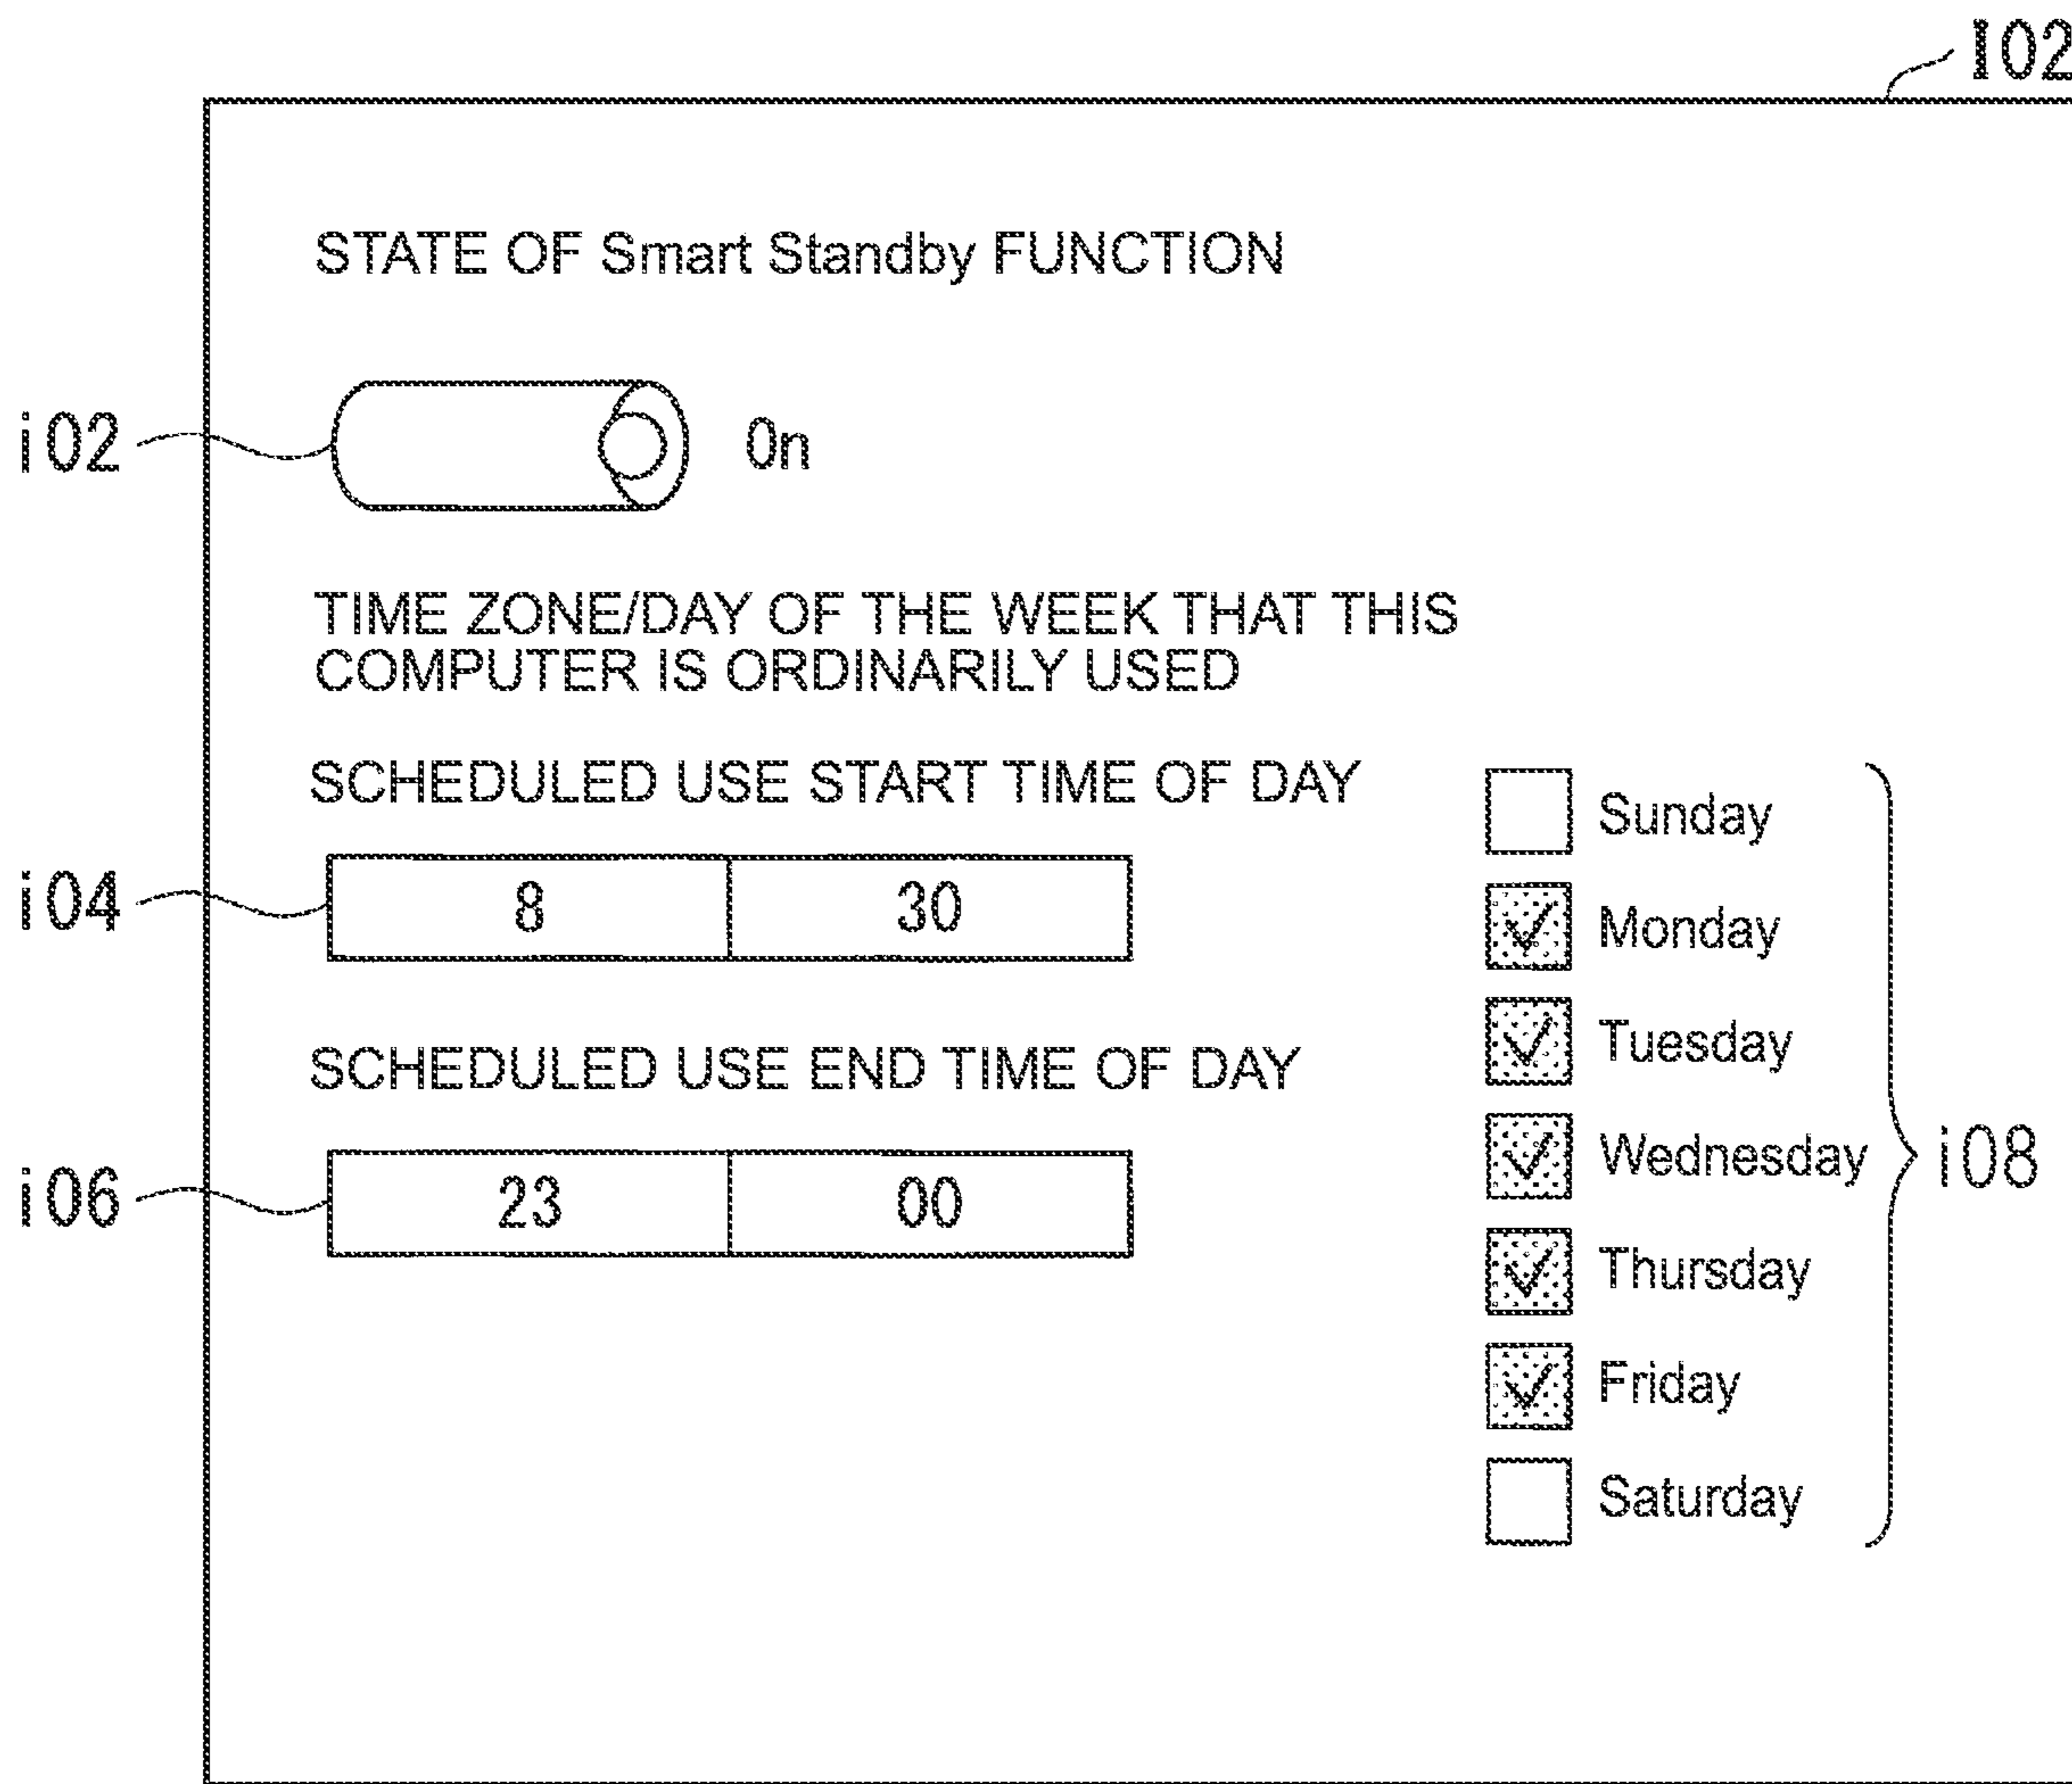 I02
STATE OF Smart Standby FUNCTION
i02
On
TIME ZONE/DAY OF THE WEEK THAT THIS
COMPUTER IS ORDINARILY USED
SCHEDULED USE START TIME OF DAY
i04
8 30
SCHEDULED USE END TIME OF DAY
i06
23 00
Sunday
Monday
Tuesday
Wednesday
Thursday
Friday
Saturday
i08